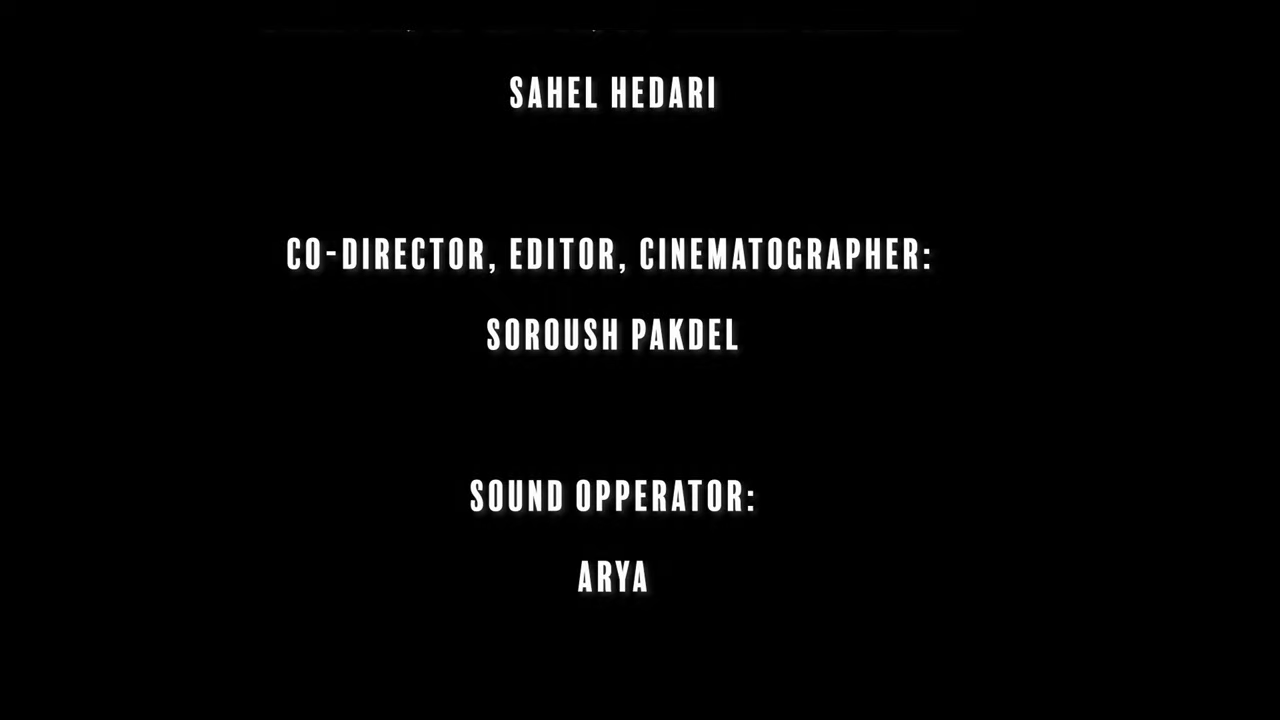 SAHEL HEDARI
CO-DIRECTOR, EDITOR, CINEMATOGRAPHER:
SOROUSH PAKDEL
SOUND OPPERATOR:
ARYA